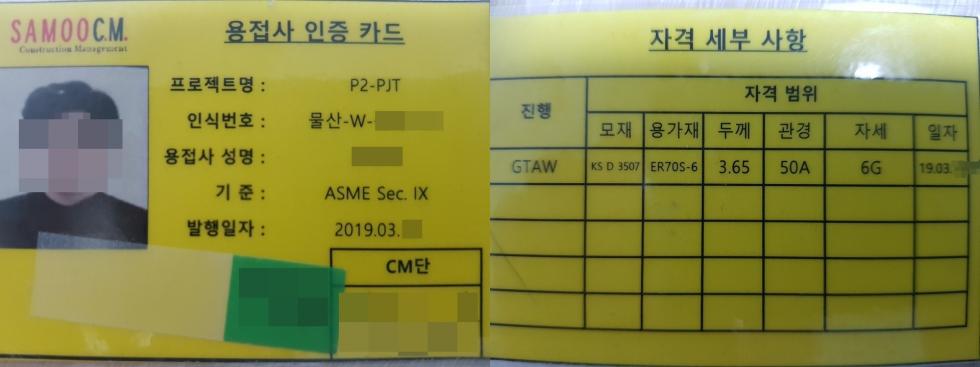 SAMOO C.M.
Construction Management
용접사 인증 카드
프로젝트명 : P2-PJT
인식번호 : 물산-W-
용접사 성명 :
기 준 : ASME Sec. IX
발행일자 : 2019.03.
CM단
자격 세부 사항
진행 자격 범위
모재 용가재 두께 관경 자세 일자
GTAW KS D 3507 ER70S-6 3.65 50A 6G 19.03.